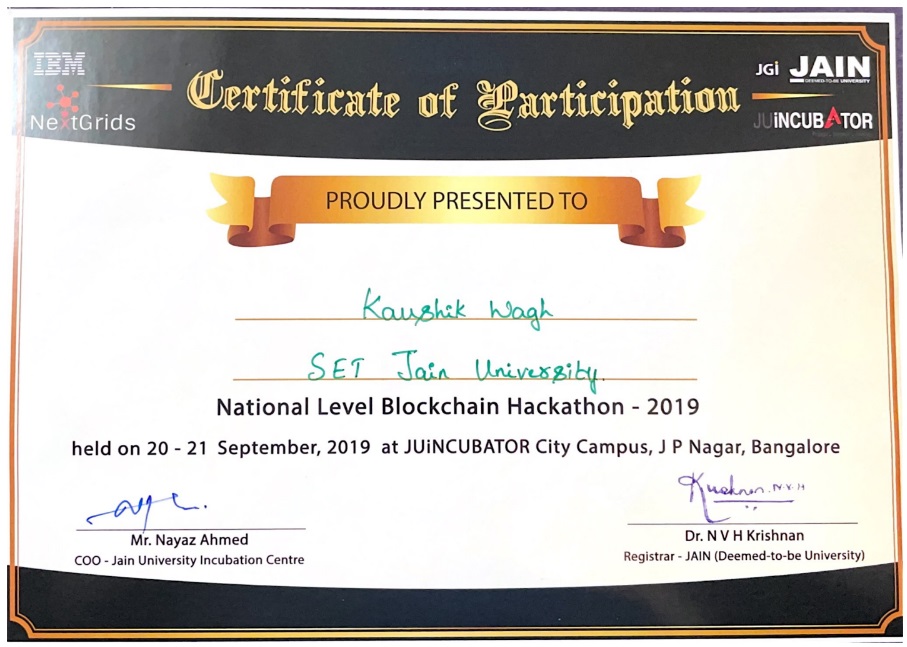 IBM
NextGrids
JGi JAIN
DEEMED-TO-BE UNIVERSITY
JUiNCUBATOR
Certificate of Participation
PROUDLY PRESENTED TO
Kaushik Wagh
SET Jain University.
National Level Blockchain Hackathon - 2019
held on 20 - 21 September, 2019 at JUiNCUBATOR City Campus, J P Nagar, Bangalore
Krishnan. N.V.H
Mr. Nayaz Ahmed
COO - Jain University Incubation Centre
Dr. N V H Krishnan
Registrar - JAIN (Deemed-to-be University)